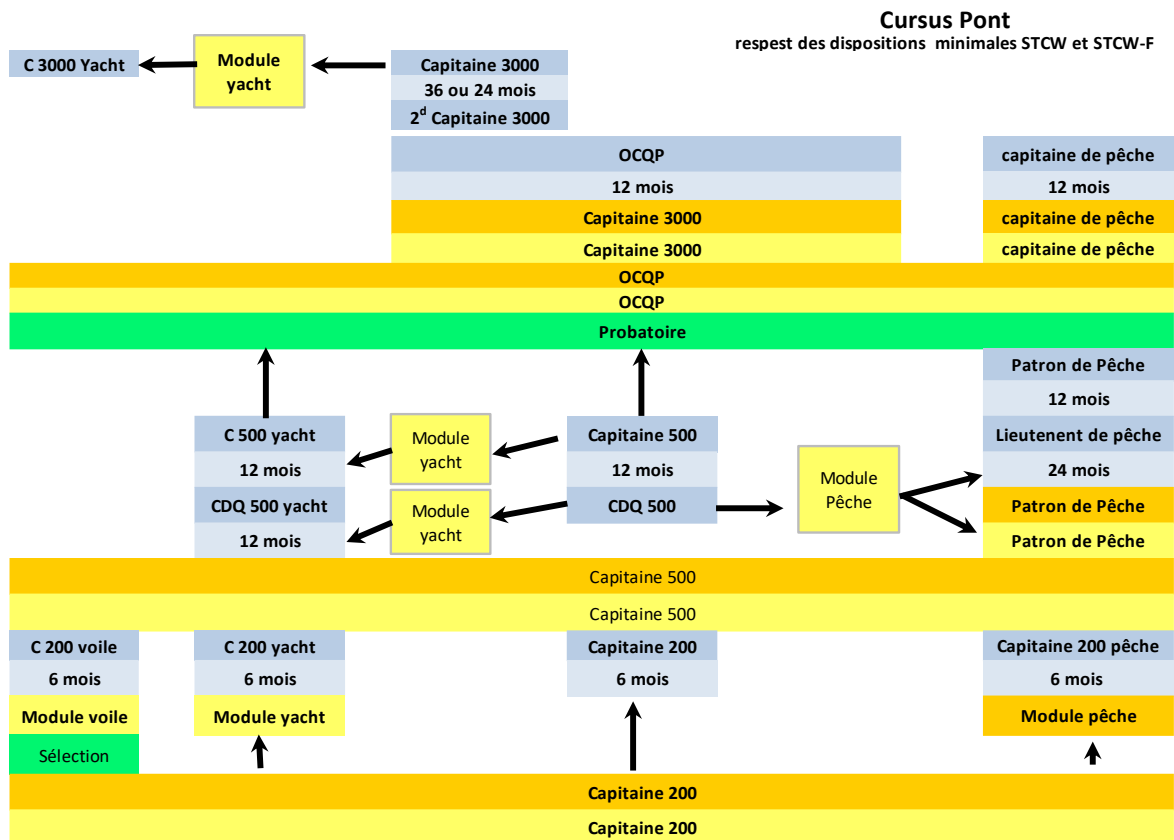 Cursus Pont
respest des dispositions minimales STCW et STCW-F
C 3000 Yacht
Module
yacht
Capitaine 3000
36 ou 24 mois
2d Capitaine 3000
OCQP
capitaine de pêche
12 mois
12 mois
Capitaine 3000
capitaine de pêche
Capitaine 3000
capitaine de pêche
OCQP
OCQP
Probatoire
Patron de Pêche
12 mois
C 500 yacht
Module
yacht
Capitaine 500
Lieutenent de pêche
12 mois
12 mois
Module
Pêche
24 mois
CDQ 500 yacht
Module
yacht
CDQ 500
Patron de Pêche
12 mois
Patron de Pêche
Capitaine 500
Capitaine 500
C 200 voile
C 200 yacht
Capitaine 200
Capitaine 200 pêche
6 mois
6 mois
6 mois
6 mois
Module voile
Module yacht
Module pêche
Sélection
Capitaine 200
Capitaine 200